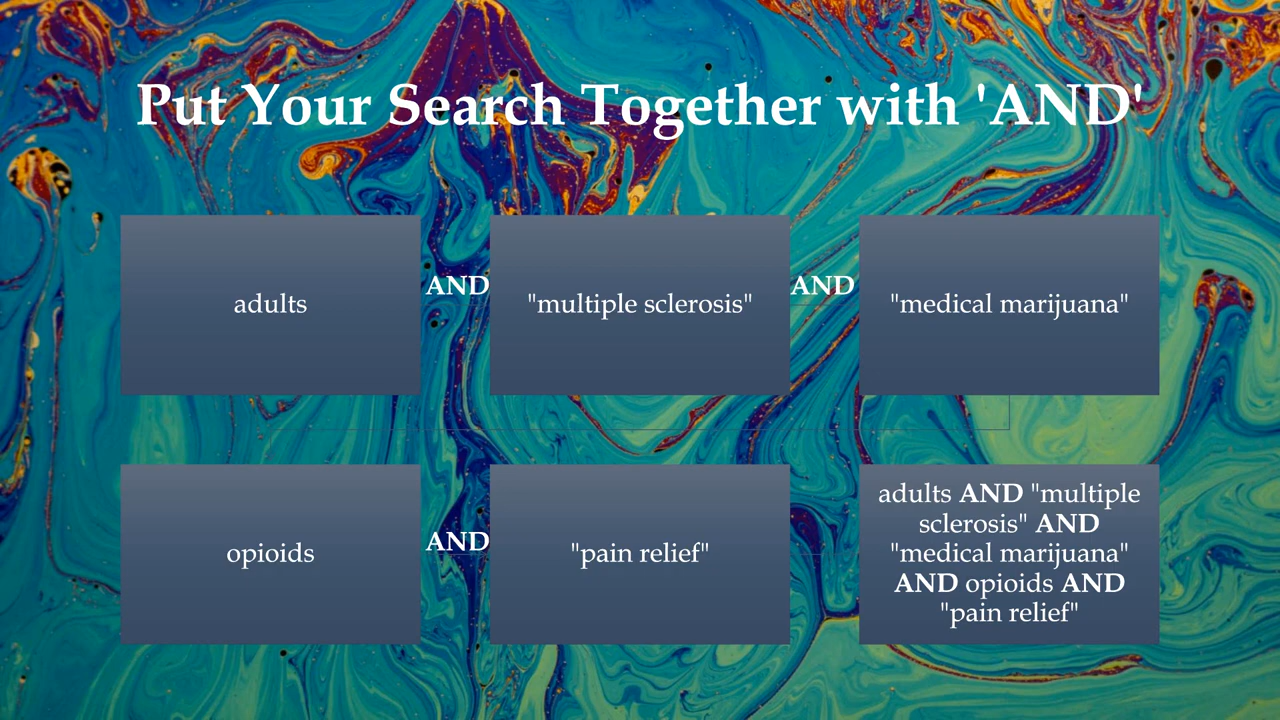 Put Your Search Together with 'AND'
adults
AND
"multiple sclerosis"
AND
"medical marijuana"
opioids
AND
"pain relief"
adults AND "multiple
sclerosis" AND
"medical marijuana"
AND opioids AND
"pain relief"